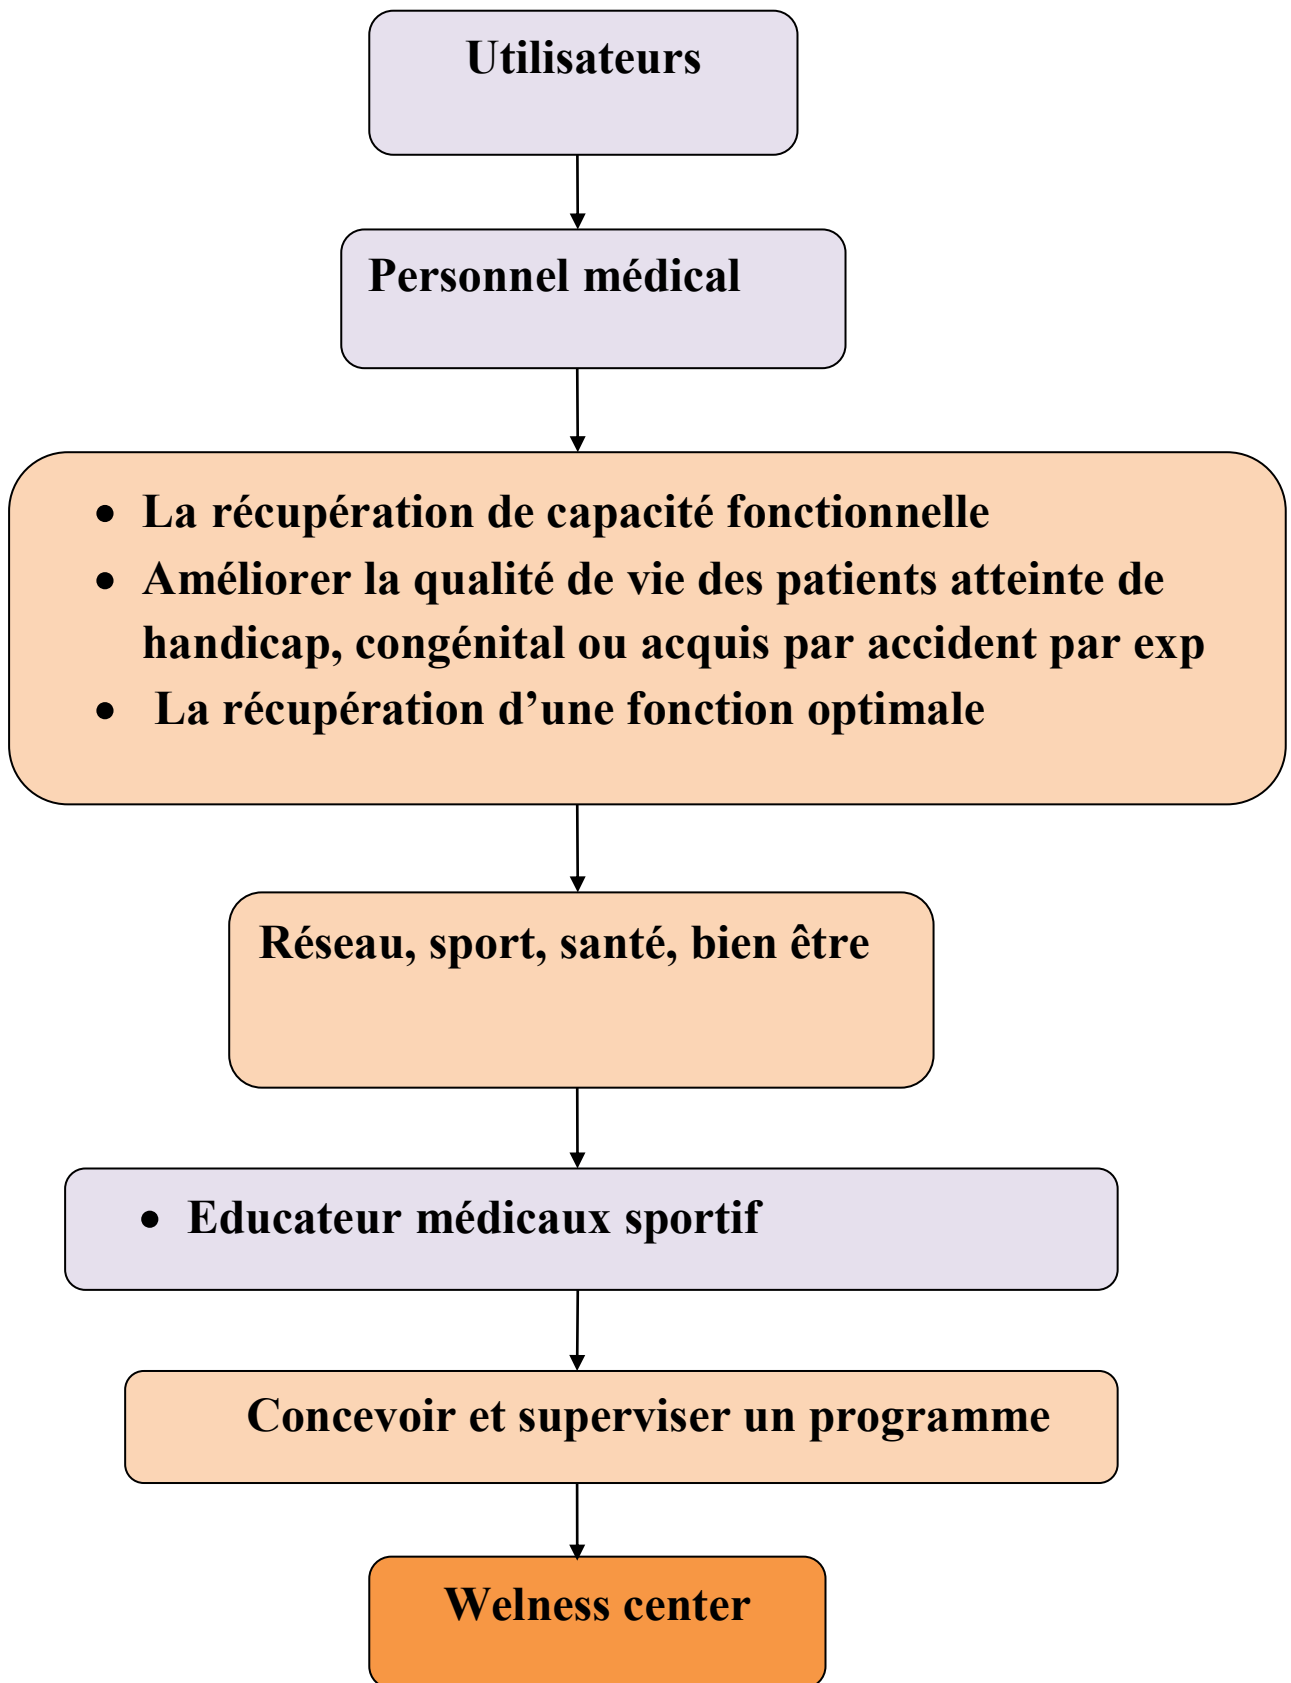 Utilisateurs
Personnel médical
• La récupération de capacité fonctionnelle
• Améliorer la qualité de vie des patients atteinte de
handicap, congénital ou acquis par accident par exp
• La récupération d’une fonction optimale
Réseau, sport, santé, bien être
• Educateur médicaux sportif
Concevoir et superviser un programme
Welness center